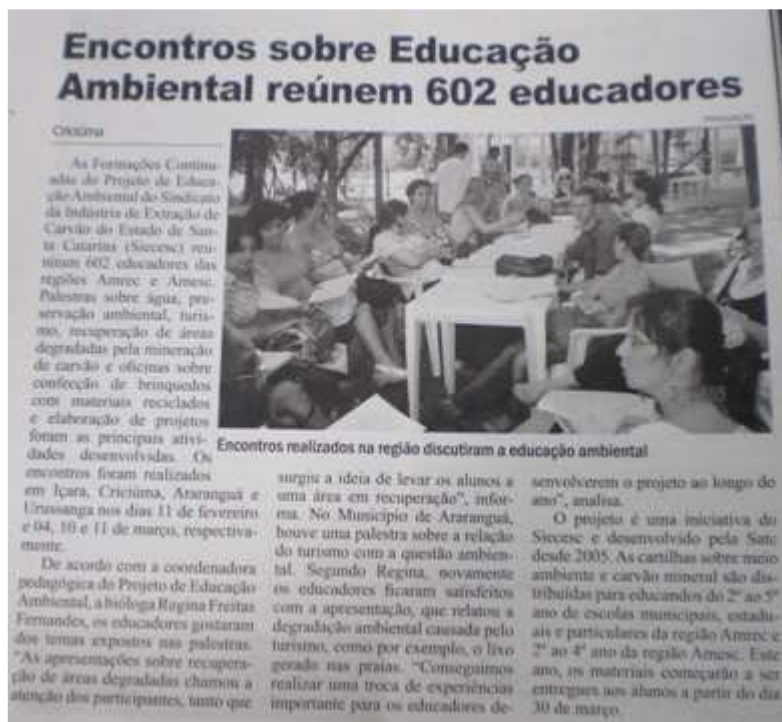 Encontros sobre Educação
Ambiental reúnem 602 educadores
Criciúma
As Formações Continu-
adas do Projeto de Educa-
ção Ambiental do Sindicato
da Indústria de Extração de
Carvão do Estado de San-
ta Catarina (Siecesc) reu-
niram 602 educadores das
regiões Amrec e Amesc.
Palestras sobre água, pre-
servação ambiental, turis-
mo, recuperação de áreas
degradadas pela mineração
de carvão e oficinas sobre
confecção de brinquedos
com materiais reciclados
e elaboração de projetos
foram as principais ativi-
dades desenvolvidas. Os
encontros foram realizados
em Içara, Criciúma, Araranguá e
Urussanga nos dias 11 de fevereiro
e 04, 10 e 11 de março, respectiva-
mente.
De acordo com a coordenadora
pedagógica do Projeto de Educação
Ambiental, a bióloga Regina Freitas
Fernandes, os educadores gostaram
dos temas expostos nas palestras.
"As apresentações sobre recupera-
ção de áreas degradadas chamou a
atenção dos participantes, tanto que
Encontros realizados na região discutiram a educação ambiental
surgiu a ideia de levar os alunos a
uma área em recuperação", infor-
ma. No Município de Araranguá,
houve uma palestra sobre a relação
do turismo com a questão ambien-
tal. Segundo Regina, novamente
os educadores ficaram satisfeitos
com a apresentação, que relatou a
degradação ambiental causada pelo
turismo, como por exemplo, o lixo
gerado nas praias. "Conseguimos
realizar uma troca de experiências
importante para os educadores de-
senvolverem o projeto ao longo do
ano", analisa.
O projeto é uma iniciativa do
Siecesc e desenvolvido pela Satc
desde 2005. As cartilhas sobre meio
ambiente e carvão mineral são dis-
tribuídas para educandos do 2º ao 5º
ano de escolas municipais, estadu-
ais e particulares da região Amrec e
2º ao 4º ano da região Amesc. Este
ano, os materiais começarão a ser
entregues aos alunos a partir do dia
30 de março.